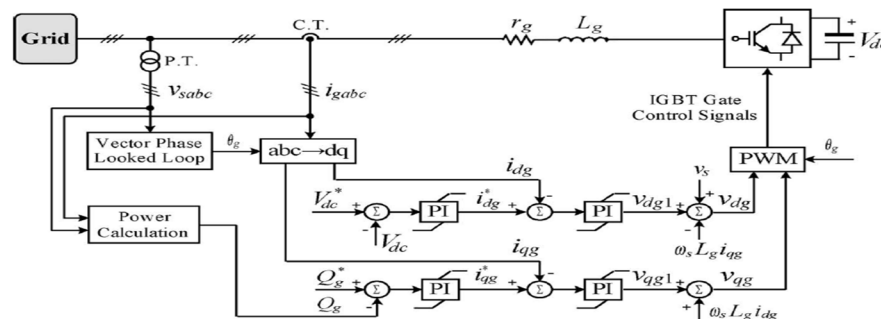 Grid
C.T.
r_g
L_g
V_dc
+
-
P.T.
v_sabc
i_gabc
IGBT Gate
Control Signals
Vector Phase
Looked Loop
θ_g
abc→dq
PWM
θ_g
i_dg
v_s
V_dc^*
+
Σ
-
PI
i_dg^*
+
Σ
-
PI
v_dg1
+
Σ
+
-
v_dg
Power
Calculation
V_dc
i_qg
ω_s L_g i_qg
Q_g^*
+
Σ
-
PI
i_qg^*
+
Σ
-
PI
v_qg1
+
Σ
+
v_qg
Q_g
ω_s L_g i_dg